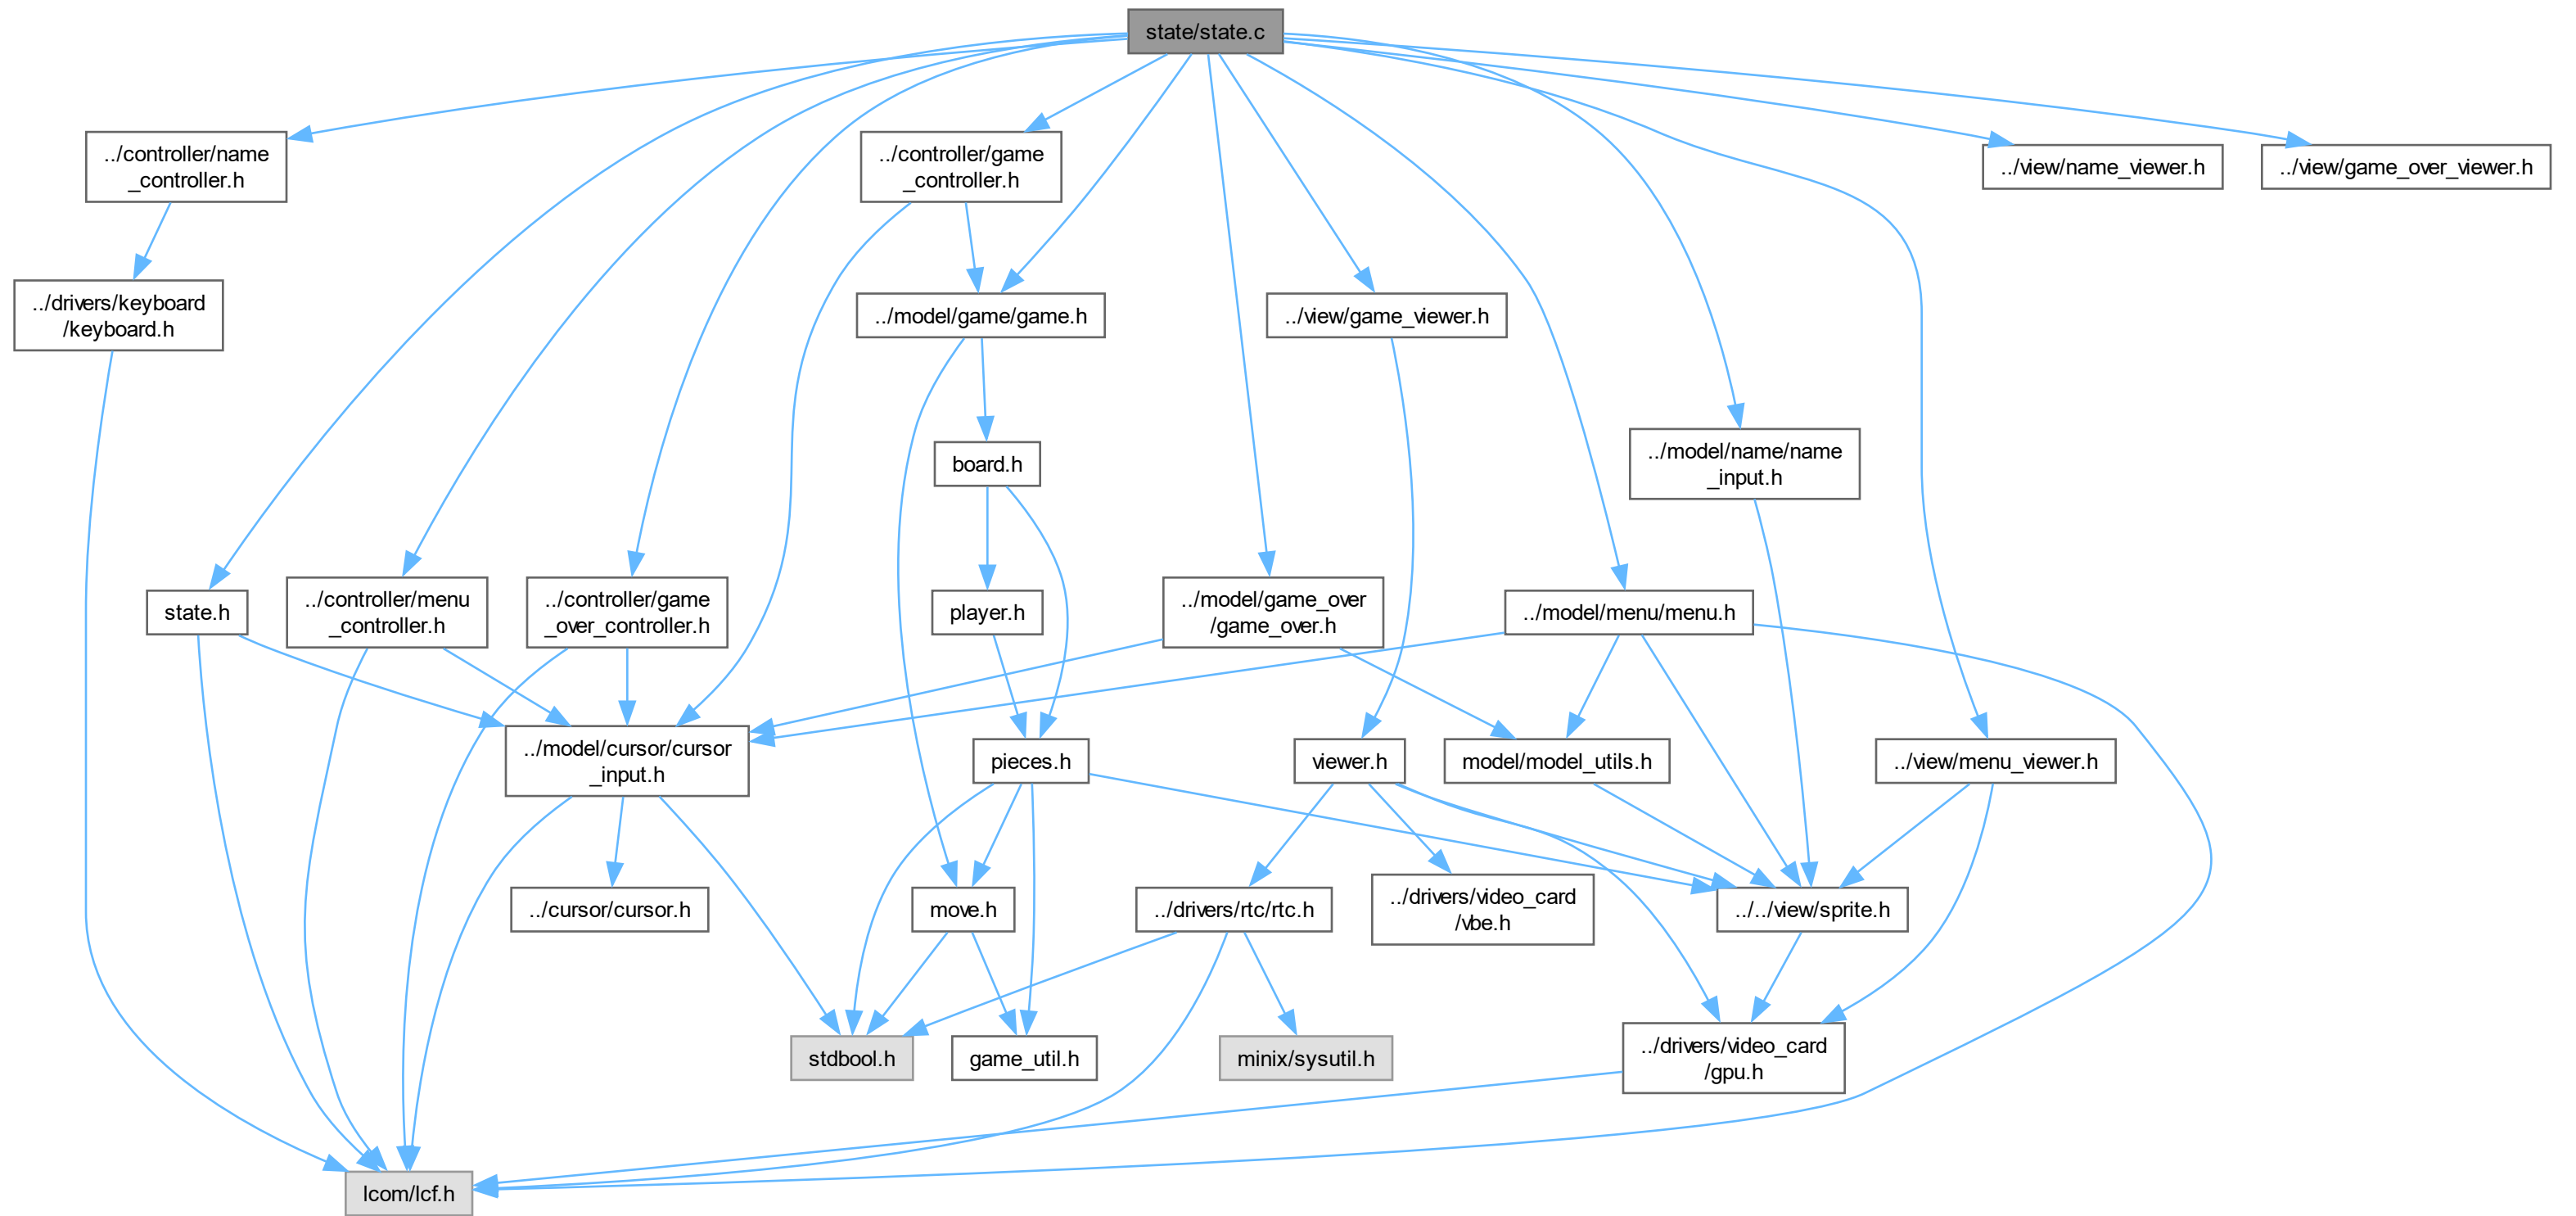 state/state.c
../controller/name
_controller.h
../controller/game
_controller.h
../view/name_viewer.h
../view/game_over_viewer.h
../drivers/keyboard
/keyboard.h
../model/game/game.h
../view/game_viewer.h
board.h
../model/name/name
_input.h
state.h
../controller/menu
_controller.h
../controller/game
_over_controller.h
player.h
../model/game_over
/game_over.h
../model/menu/menu.h
../model/cursor/cursor
_input.h
pieces.h
viewer.h
model/model_utils.h
../view/menu_viewer.h
../cursor/cursor.h
move.h
../drivers/rtc/rtc.h
../drivers/video_card
/vbe.h
../../view/sprite.h
stdbool.h
game_util.h
minix/sysutil.h
../drivers/video_card
/gpu.h
lcom/lcf.h